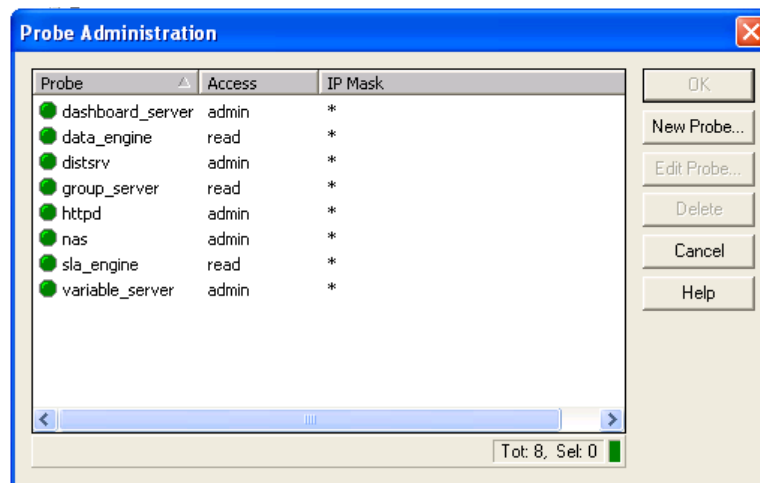 Probe Administration
Probe Access IP Mask
dashboard_server admin *
data_engine read *
distsrv admin *
group_server read *
httpd admin *
nas admin *
sla_engine read *
variable_server admin *
OK
New Probe...
Edit Probe...
Delete
Cancel
Help
Tot: 8, Sel: 0